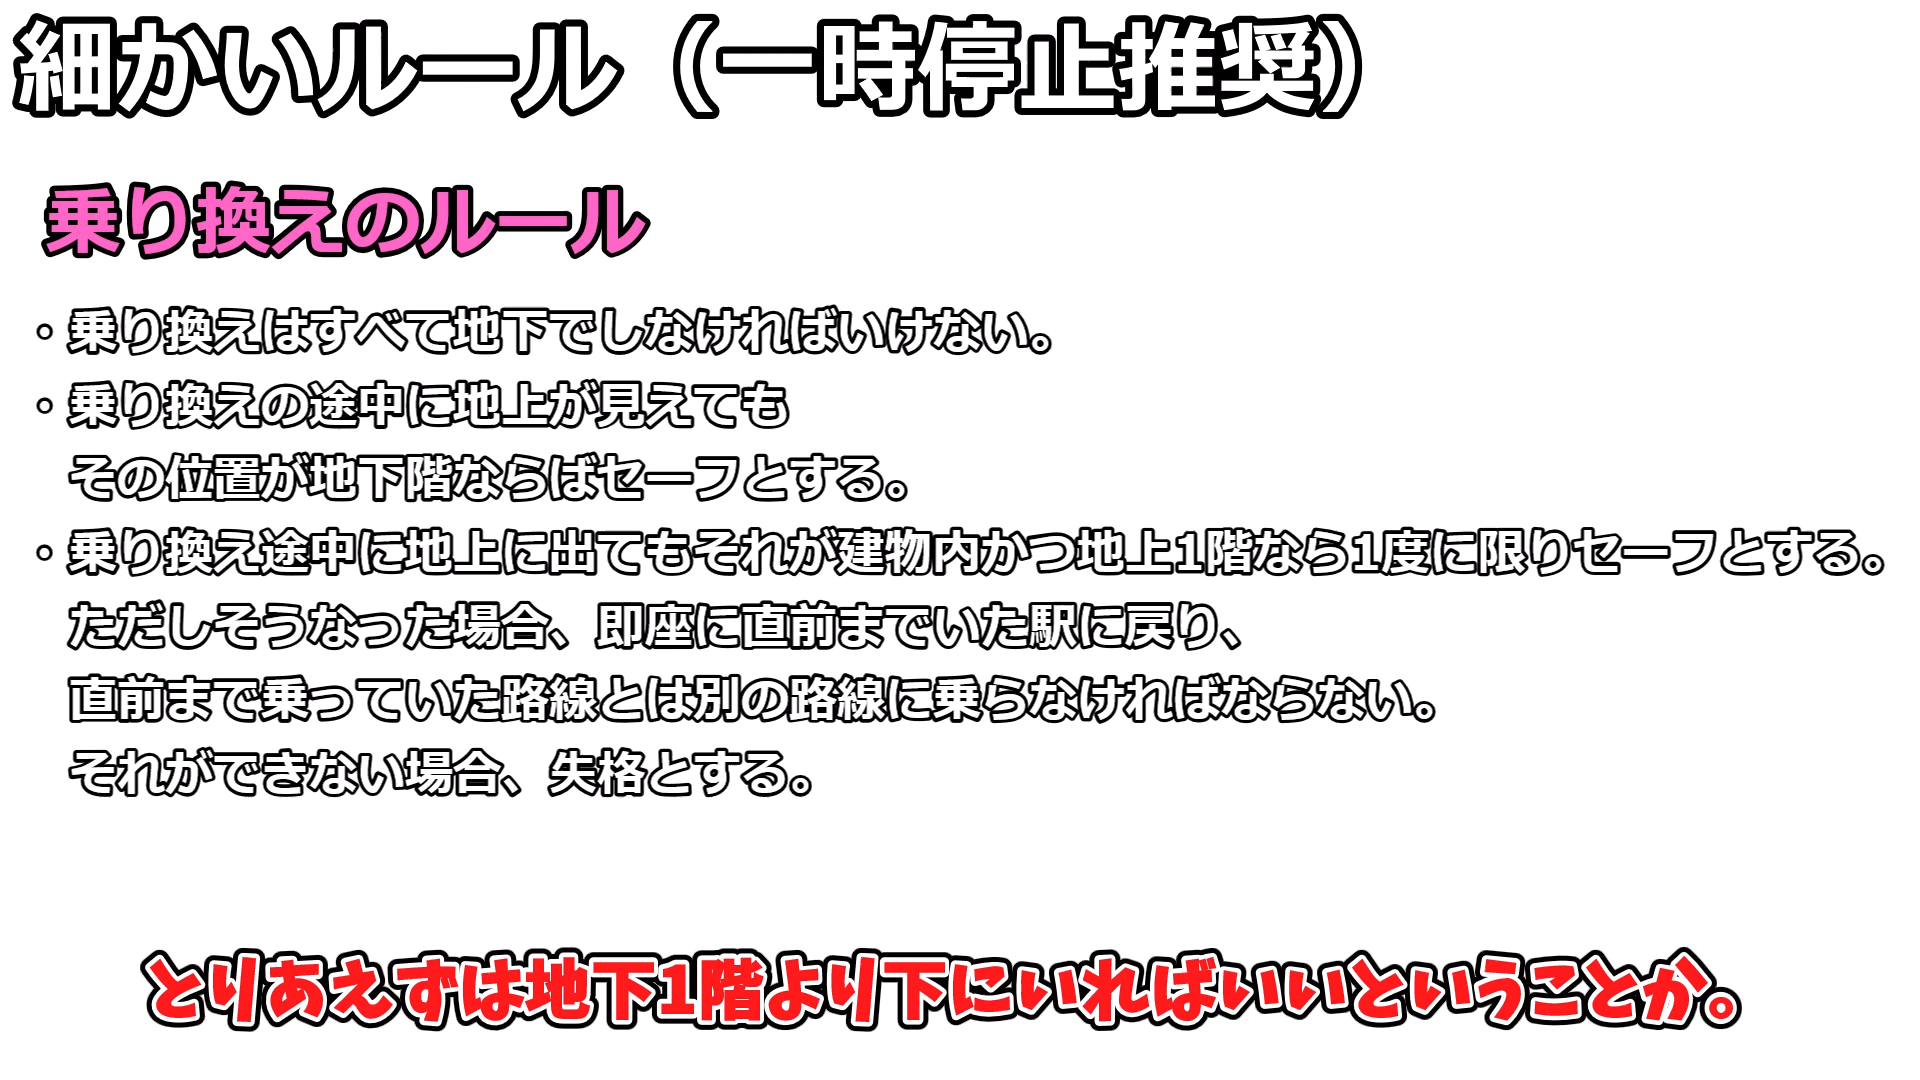 細かいルール（一時停止推奨）
乗り換えのルール
・乗り換えはすべて地下でしなければいけない。
・乗り換えの途中に地上が見えても
その位置が地下階ならばセーフとする。
・乗り換え途中に地上に出てもそれが建物内かつ地上1階なら1度に限りセーフとする。
ただしそうなった場合、即座に直前までいた駅に戻り、
直前まで乗っていた路線とは別の路線に乗らなければならない。
それができない場合、失格とする。
とりあえずは地下1階より下にいればいいということか。